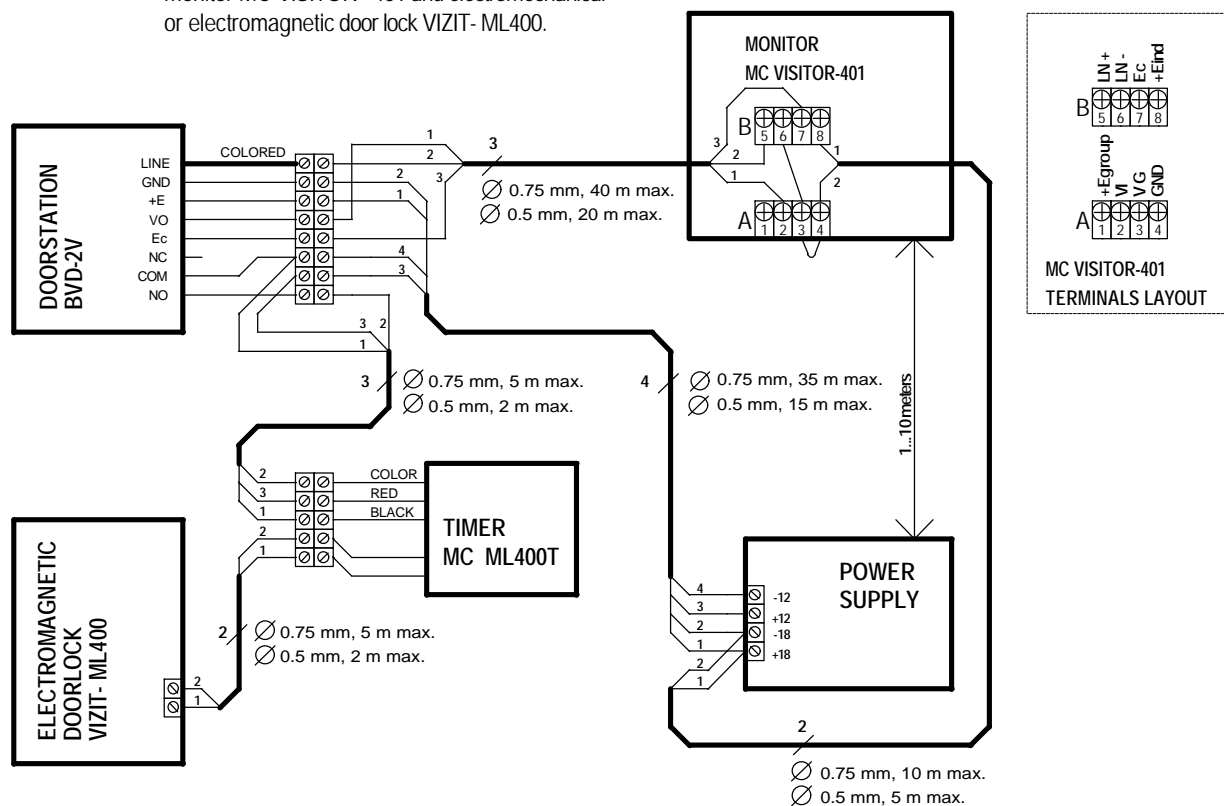 or electromagnetic door lock VIZIT- ML400.
MONITOR
MC VISITOR-401
B
5 6 7 8
A
1 2 3 4
3
2
1
1
2
LN +
LN -
Ec
+Eind
B
5 6 7 8
+Egroup
VI
VG
GND
A
1 2 3 4
MC VISITOR-401
TERMINALS LAYOUT
DOORSTATION
BVD-2V
LINE
GND
+E
VO
Ec
NC
COM
NO
COLORED
1
2
3
2
1
4
3
3
Ø 0.75 mm, 40 m max.
Ø 0.5 mm, 20 m max.
3 2
1
3
Ø 0.75 mm, 5 m max.
Ø 0.5 mm, 2 m max.
4
Ø 0.75 mm, 35 m max.
Ø 0.5 mm, 15 m max.
1...10 meters
2
3
1
2
1
COLOR
RED
BLACK
TIMER
MC ML400T
ELECTROMAGNETIC
DOORLOCK
VIZIT- ML400
2
1
2
Ø 0.75 mm, 5 m max.
Ø 0.5 mm, 2 m max.
POWER
SUPPLY
4
3
2
1
2
1
-12
+12
-18
+18
2
Ø 0.75 mm, 10 m max.
Ø 0.5 mm, 5 m max.